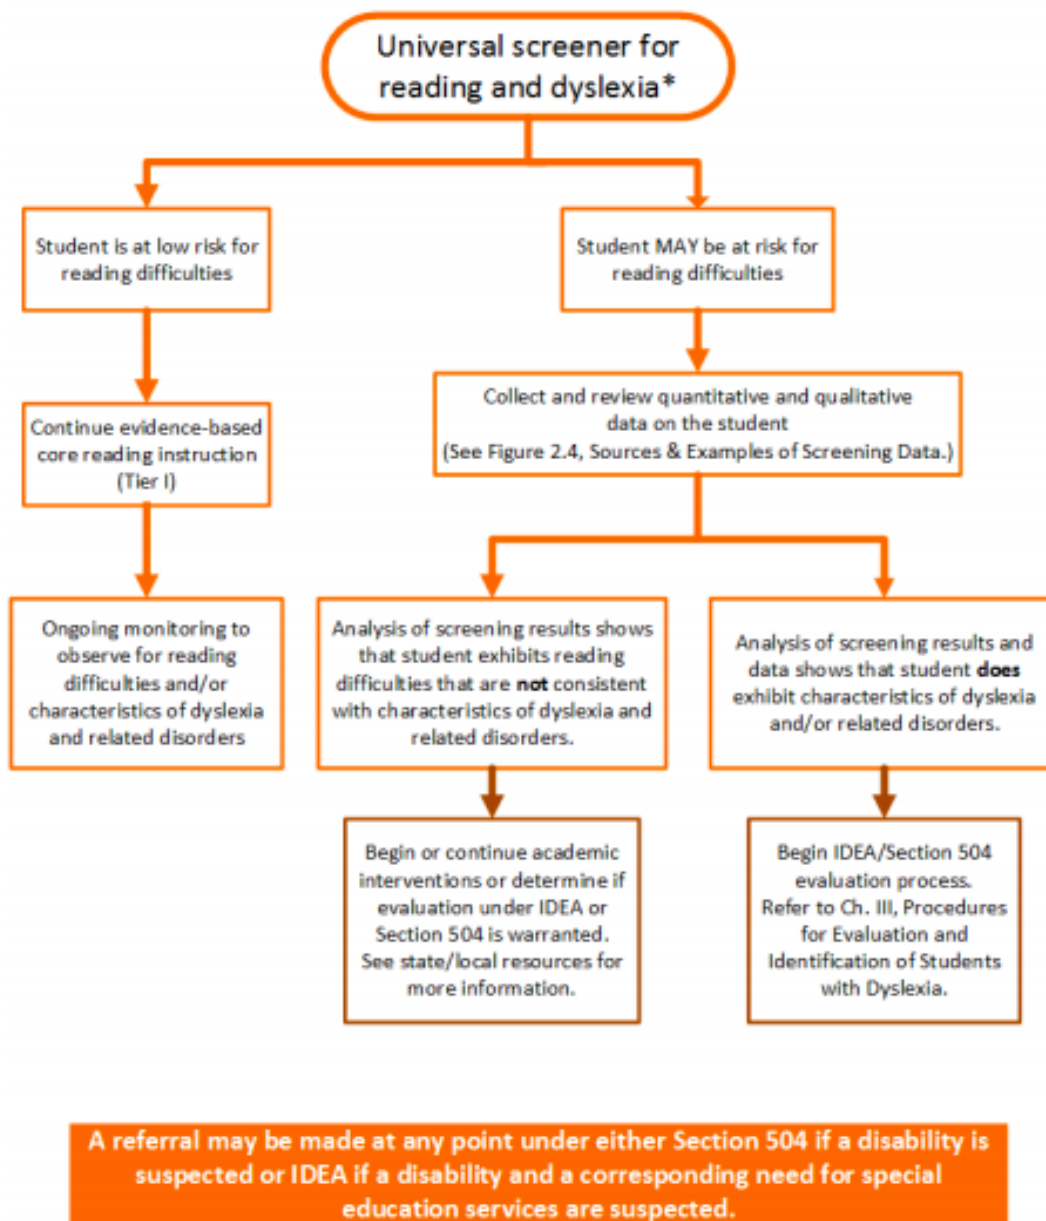 Universal screener for
reading and dyslexia*
Student is at low risk for
reading difficulties
Student MAY be at risk for
reading difficulties
Continue evidence-based
core reading instruction
(Tier I)
Collect and review quantitative and qualitative
data on the student
(See Figure 2.4, Sources & Examples of Screening Data.)
Ongoing monitoring to
observe for reading
difficulties and/or
characteristics of dyslexia
and related disorders
Analysis of screening results shows
that student exhibits reading
difficulties that are not consistent
with characteristics of dyslexia and
related disorders.
Analysis of screening results and
data shows that student does
exhibit characteristics of dyslexia
and/or related disorders.
Begin or continue academic
interventions or determine if
evaluation under IDEA or
Section 504 is warranted.
See state/local resources for
more information.
Begin IDEA/Section 504
evaluation process.
Refer to Ch. III, Procedures
for Evaluation and
Identification of Students
with Dyslexia.
A referral may be made at any point under either Section 504 if a disability is
suspected or IDEA if a disability and a corresponding need for special
education services are suspected.